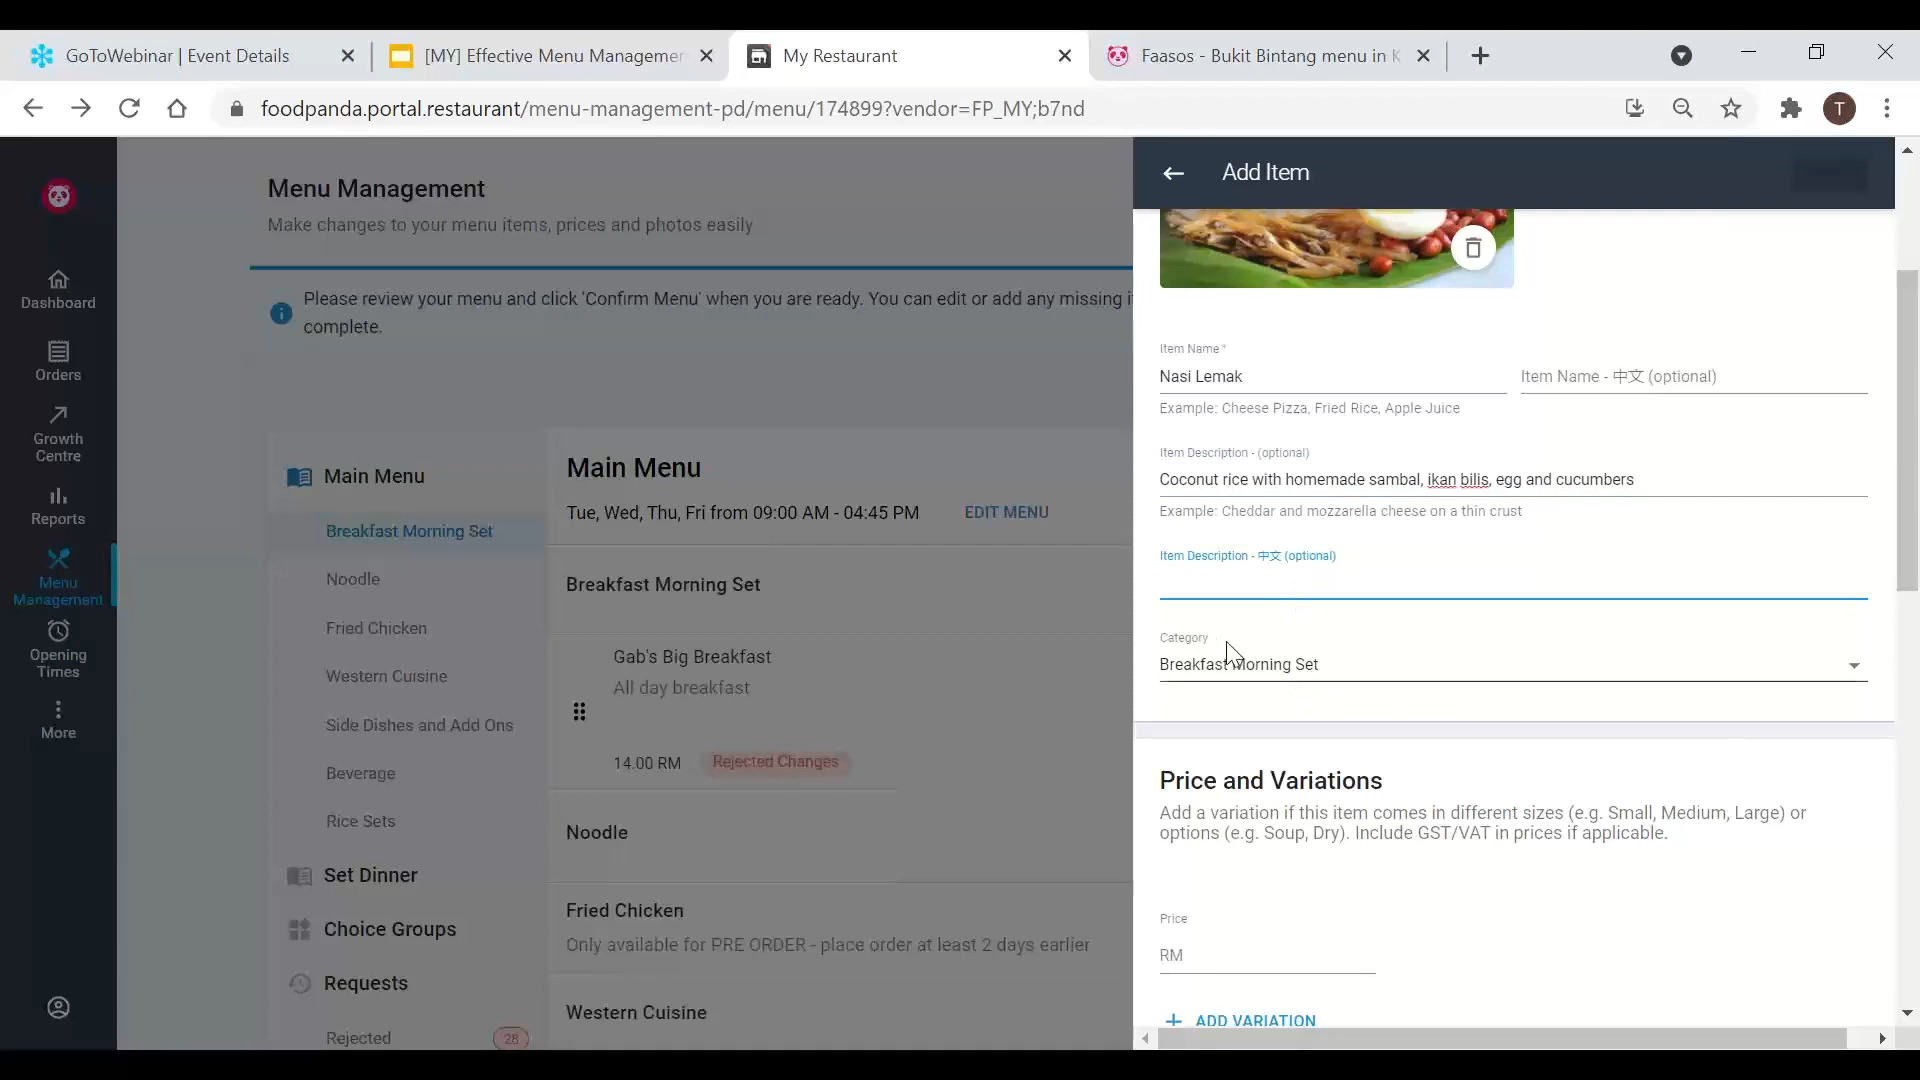 GoToWebinar | Event Details
[MY] Effective Menu Managemen
My Restaurant
Faasos - Bukit Bintang menu in K
foodpanda.portal.restaurant/menu-management-pd/menu/174899?vendor=FP_MY;b7nd
T
Dashboard
Orders
Growth
Centre
Reports
Menu
Management
Opening
Times
More
Menu Management
Make changes to your menu items, prices and photos easily
Please review your menu and click 'Confirm Menu' when you are ready. You can edit or add any missing i
complete.
Main Menu
Breakfast Morning Set
Noodle
Fried Chicken
Western Cuisine
Side Dishes and Add Ons
Beverage
Rice Sets
Set Dinner
Choice Groups
Requests
Rejected
28
Main Menu
Tue, Wed, Thu, Fri from 09:00 AM - 04:45 PM
EDIT MENU
Breakfast Morning Set
Gab's Big Breakfast
All day breakfast
14.00 RM
Rejected Changes
Noodle
Fried Chicken
Only available for PRE ORDER - place order at least 2 days earlier
Western Cuisine
Add Item
Item Name *
Nasi Lemak
Item Name - 中文 (optional)
Example: Cheese Pizza, Fried Rice, Apple Juice
Item Description - (optional)
Coconut rice with homemade sambal, ikan bilis, egg and cucumbers
Example: Cheddar and mozzarella cheese on a thin crust
Item Description - 中文 (optional)
Category
Breakfast Morning Set
Price and Variations
Add a variation if this item comes in different sizes (e.g. Small, Medium, Large) or
options (e.g. Soup, Dry). Include GST/VAT in prices if applicable.
Price
RM
ADD VARIATION